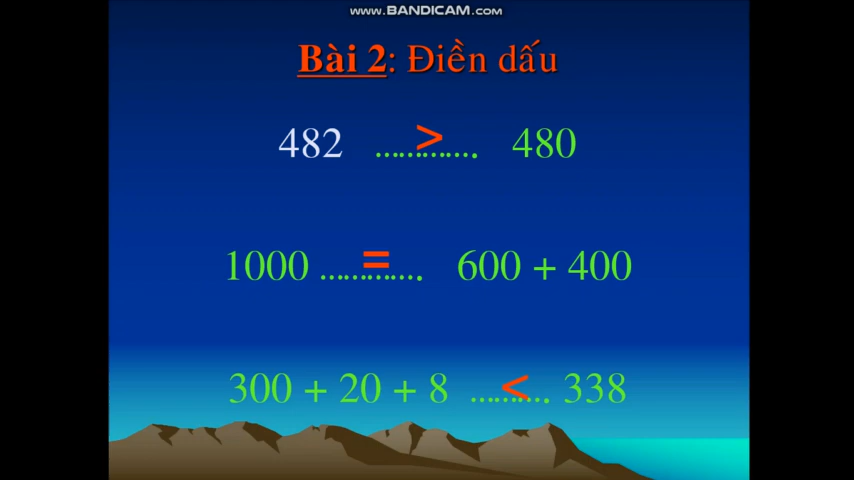 www.BANDICAM.com
Bài 2: Điền dấu
482 ………….>  480
1000 …………. = 600 + 400
300 + 20 + 8 ………. < 338